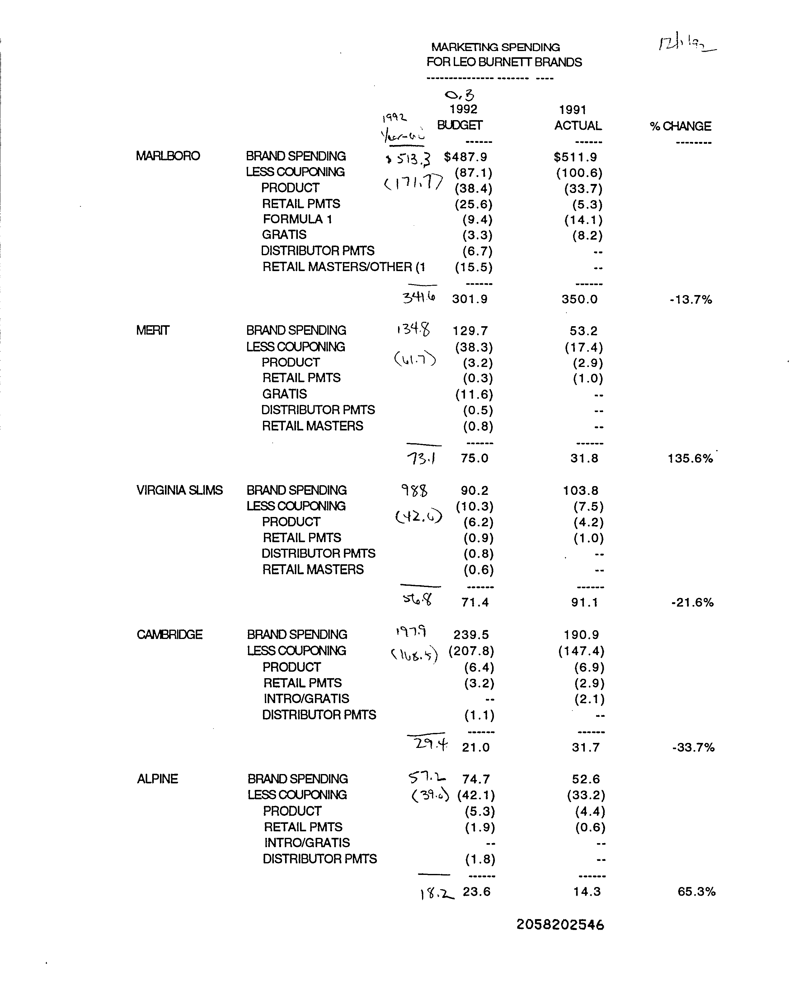 MARKETING SPENDING 12/1/92
FOR LEO BURNETT BRANDS
--------------- ------- ----
O.B
1992 1992 1991
BUDGET ACTUAL % CHANGE
------ ------ --------
MARLBORO BRAND SPENDING $513.3 $487.9 $511.9
LESS COUPONING (171.7) (87.1) (100.6)
PRODUCT (38.4) (33.7)
RETAIL PMTS (25.6) (5.3)
FORMULA 1 (9.4) (14.1)
GRATIS (3.3) (8.2)
DISTRIBUTOR PMTS (6.7) --
RETAIL MASTERS/OTHER (1 (15.5) --
------ ------
341.6 301.9 350.0 -13.7%
MERIT BRAND SPENDING 134.8 129.7 53.2
LESS COUPONING (61.7) (38.3) (17.4)
PRODUCT (3.2) (2.9)
RETAIL PMTS (0.3) (1.0)
GRATIS (11.6) --
DISTRIBUTOR PMTS (0.5) --
RETAIL MASTERS (0.8) --
------ ------
73.1 75.0 31.8 135.6%
VIRGINIA SLIMS BRAND SPENDING 98.8 90.2 103.8
LESS COUPONING (42.0) (10.3) (7.5)
PRODUCT (6.2) (4.2)
RETAIL PMTS (0.9) (1.0)
DISTRIBUTOR PMTS (0.8) --
RETAIL MASTERS (0.6) --
------ ------
56.8 71.4 91.1 -21.6%
CAMBRIDGE BRAND SPENDING 197.9 239.5 190.9
LESS COUPONING (168.5) (207.8) (147.4)
PRODUCT (6.4) (6.9)
RETAIL PMTS (3.2) (2.9)
INTRO/GRATIS -- (2.1)
DISTRIBUTOR PMTS (1.1) --
------ ------
29.4 21.0 31.7 -33.7%
ALPINE BRAND SPENDING 57.2 74.7 52.6
LESS COUPONING (39.0) (42.1) (33.2)
PRODUCT (5.3) (4.4)
RETAIL PMTS (1.9) (0.6)
INTRO/GRATIS -- --
DISTRIBUTOR PMTS (1.8) --
------ ------
18.2 23.6 14.3 65.3%
2058202546